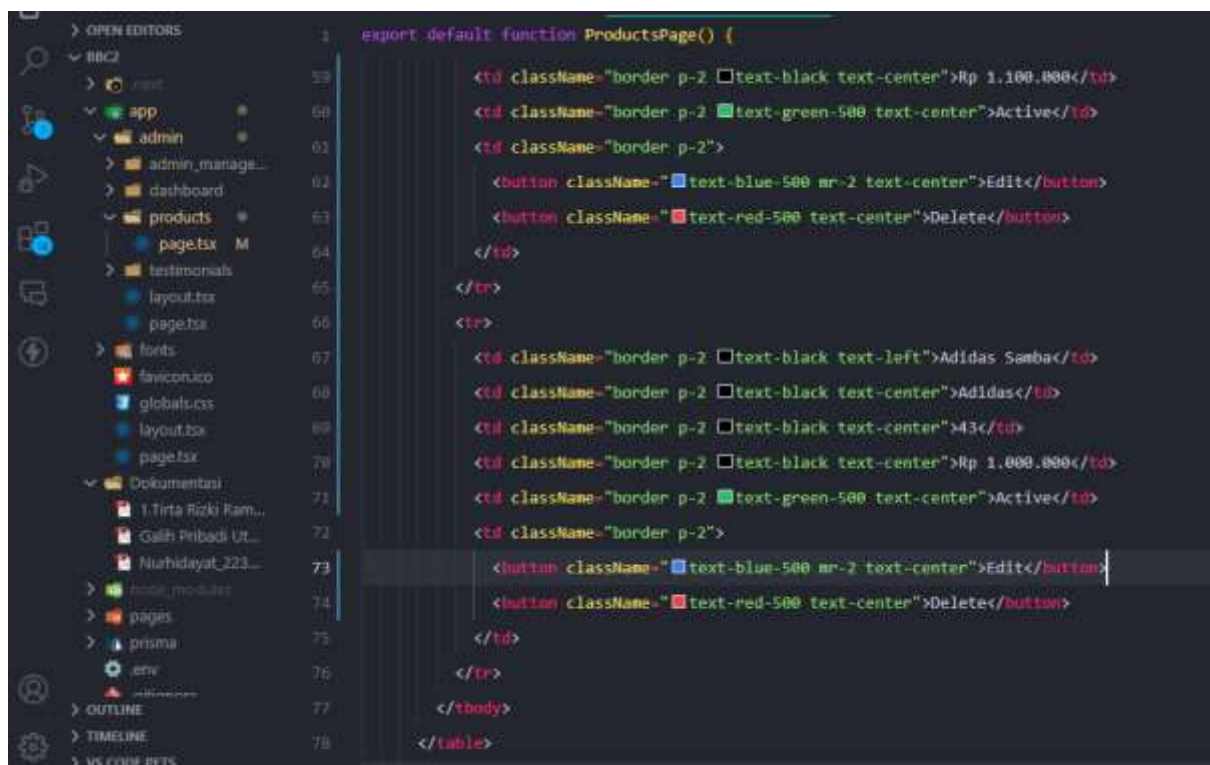 OPEN EDITORS
BBC2
.next
app
admin
admin_manage...
dashboard
products
page.tsx M
testimonials
layout.tsx
page.tsx
fonts
favicon.ico
globals.css
layout.tsx
page.tsx
Dokumentasi
1.Tirta Rizki Ram...
Galih Pribadi Ut...
Nurhidayat_223...
node_modules
pages
prisma
.env
.gitignore
OUTLINE
TIMELINE
VS CODE PETS
1 export default function ProductsPage() {
59 <td className="border p-2 text-black text-center">Rp 1.100.000</td>
60 <td className="border p-2 text-green-500 text-center">Active</td>
61 <td className="border p-2">
62 <button className="text-blue-500 mr-2 text-center">Edit</button>
63 <button className="text-red-500 text-center">Delete</button>
64 </td>
65 </tr>
66 <tr>
67 <td className="border p-2 text-black text-left">Adidas Samba</td>
68 <td className="border p-2 text-black text-center">Adidas</td>
69 <td className="border p-2 text-black text-center">43</td>
70 <td className="border p-2 text-black text-center">Rp 1.000.000</td>
71 <td className="border p-2 text-green-500 text-center">Active</td>
72 <td className="border p-2">
73 <button className="text-blue-500 mr-2 text-center">Edit</button>
74 <button className="text-red-500 text-center">Delete</button>
75 </td>
76 </tr>
77 </tbody>
78 </table>